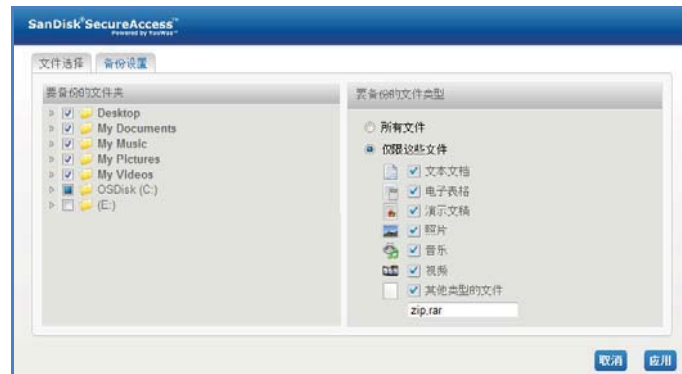 SanDisk® SecureAccess™
Powered by YouWav™
文件选择 备份设置
要备份的文件夹
Desktop
My Documents
My Music
My Pictures
My Videos
OSDisk (C:)
(E:)
要备份的文件类型
所有文件
仅限这些文件
文本文档
电子表格
演示文稿
照片
音乐
视频
其他类型的文件
zip,rar
取消 应用